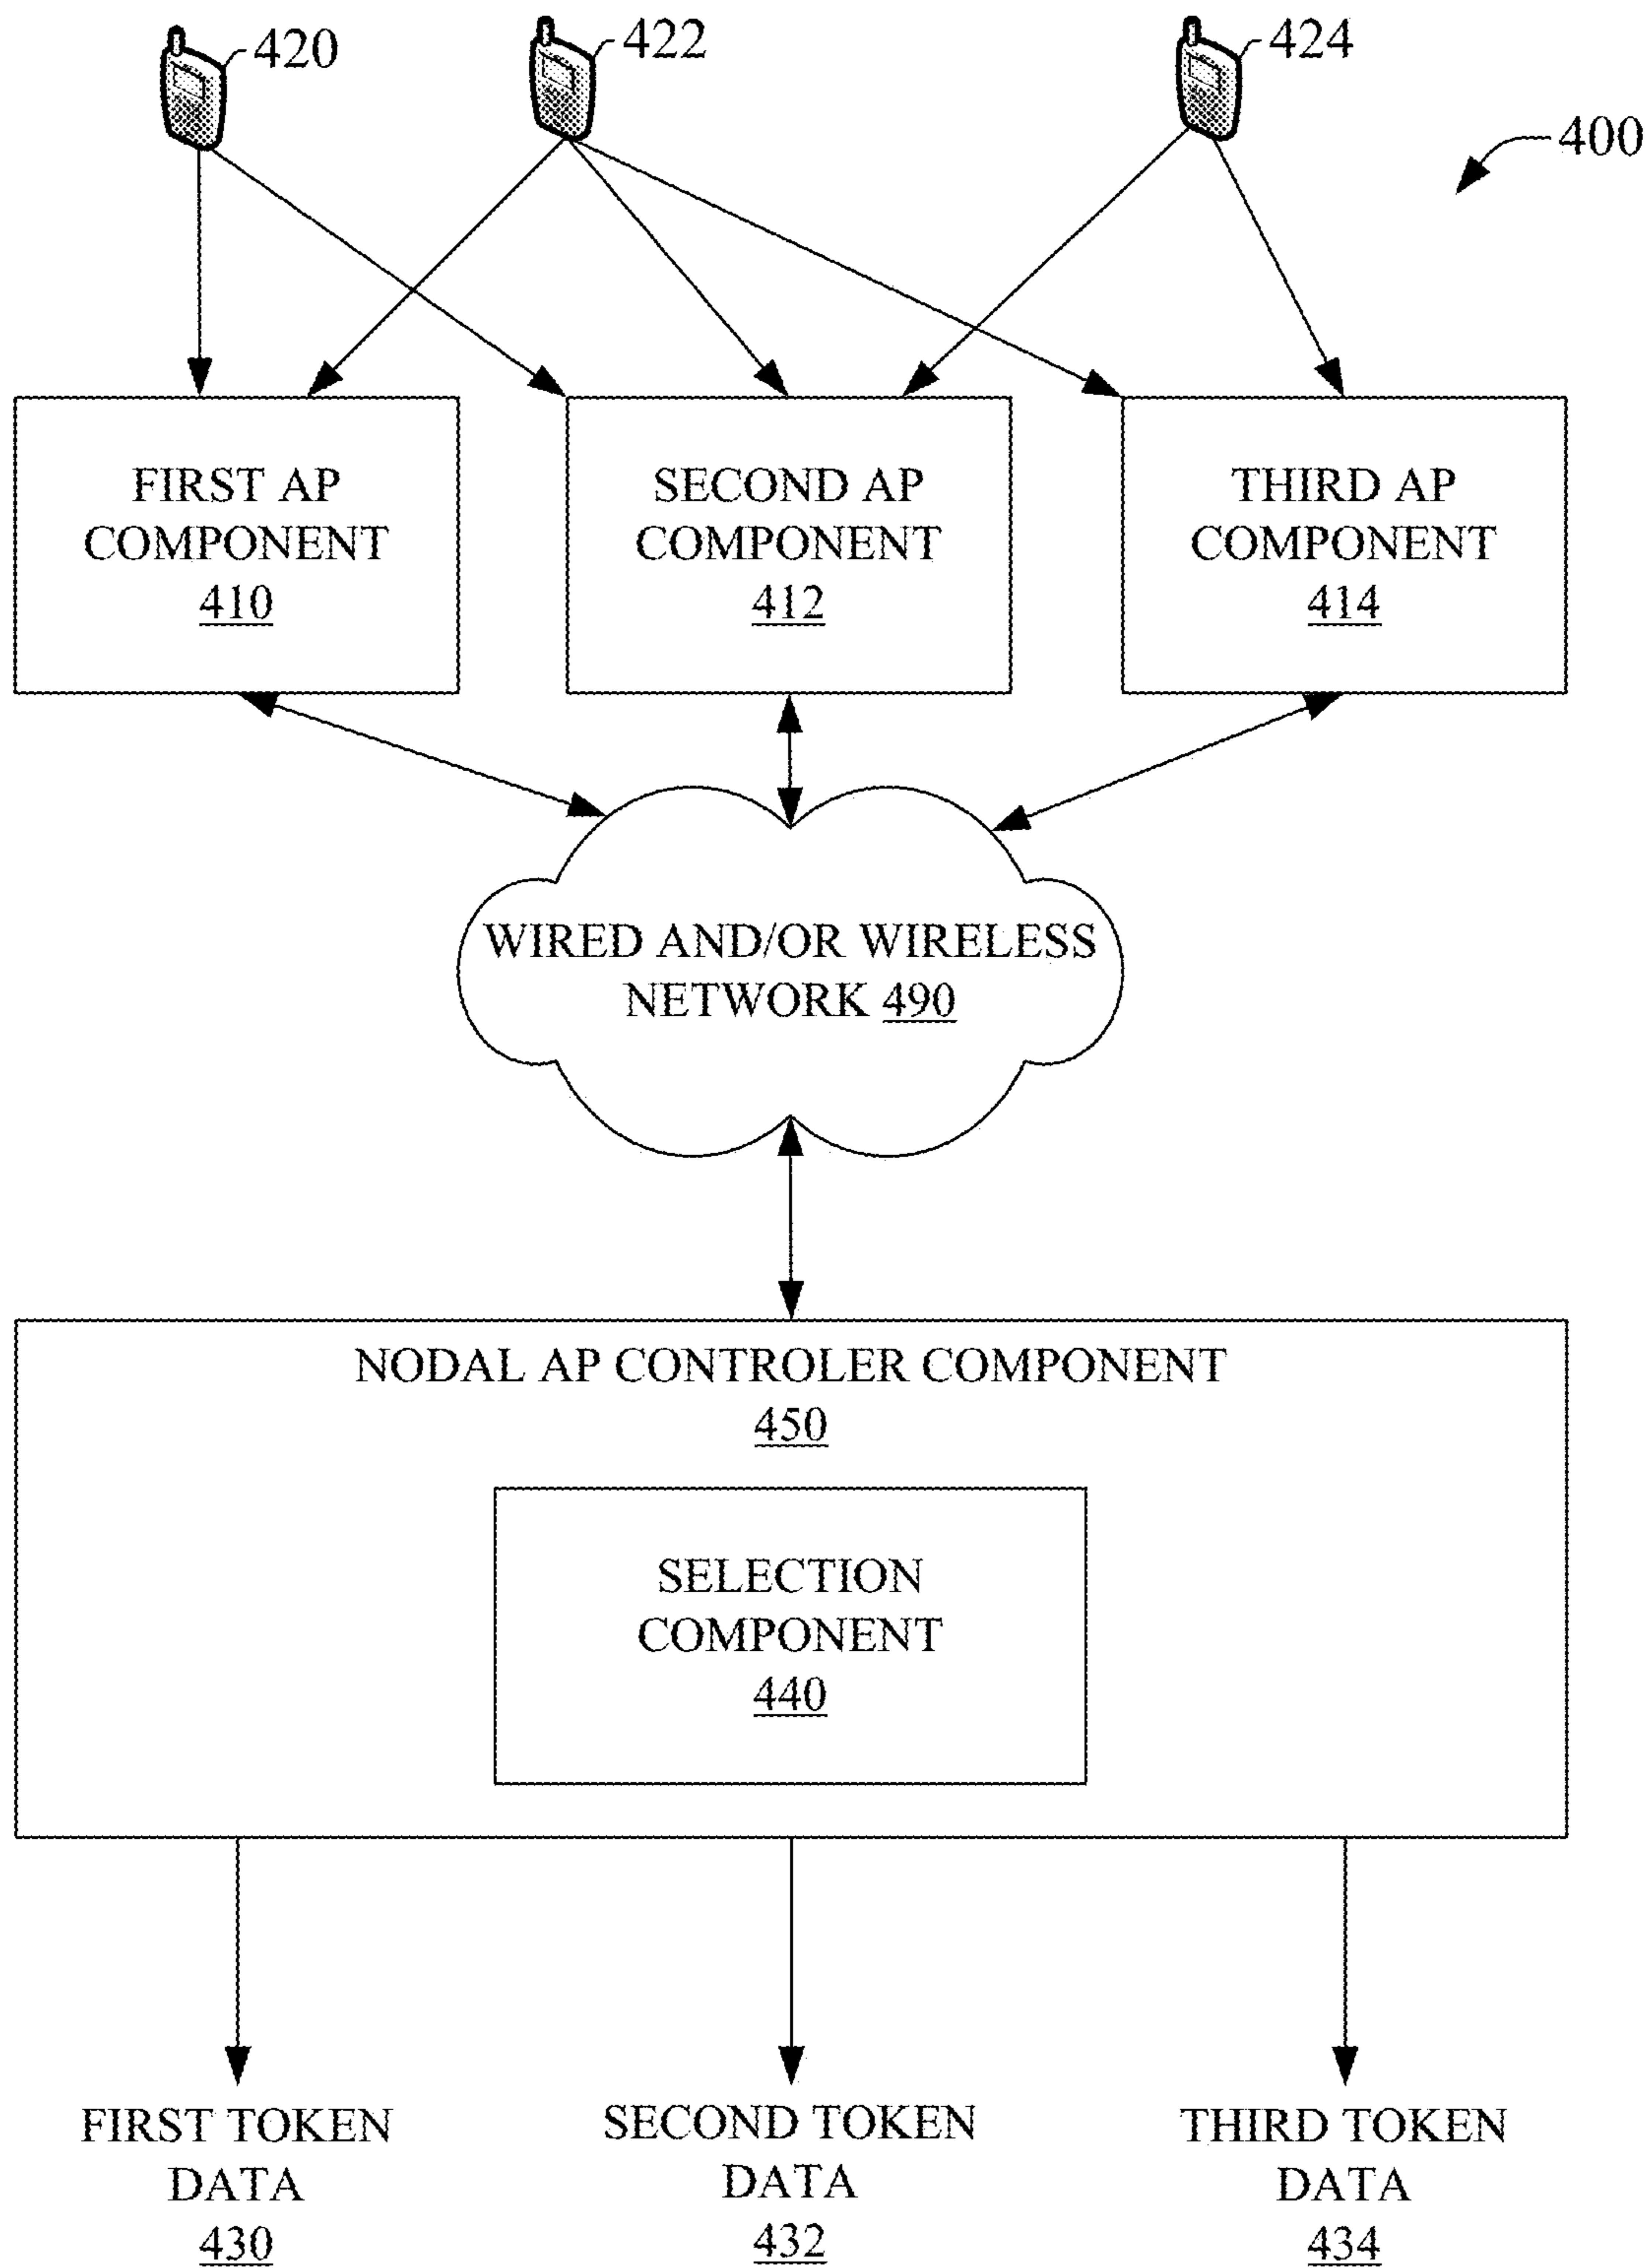 420
422
424
400
FIRST AP
COMPONENT
410
SECOND AP
COMPONENT
412
THIRD AP
COMPONENT
414
WIRED AND/OR WIRELESS
NETWORK 490
NODAL AP CONTROLER COMPONENT
450
SELECTION
COMPONENT
440
FIRST TOKEN
DATA
430
SECOND TOKEN
DATA
432
THIRD TOKEN
DATA
434